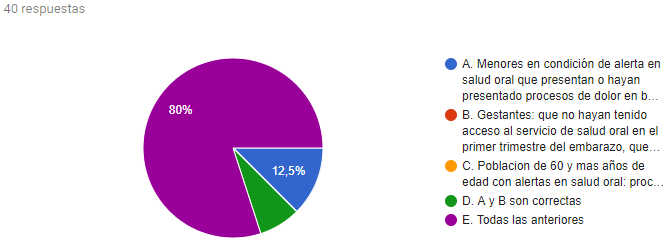 40 respuestas
80%
12,5%
A. Menores en condición de alerta en
salud oral que presentan o hayan
presentado procesos de dolor en b...
B. Gestantes: que no hayan tenido
acceso al servicio de salud oral en el
primer trimestre del embarazo, que...
C. Poblacion de 60 y mas años de
edad con alertas en salud oral: proc...
D. A y B son correctas
E. Todas las anteriores